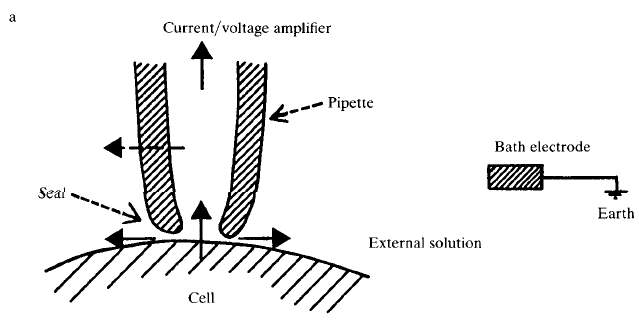 a
Current/voltage amplifier
Pipette
Bath electrode
Seal
Earth
External solution
Cell